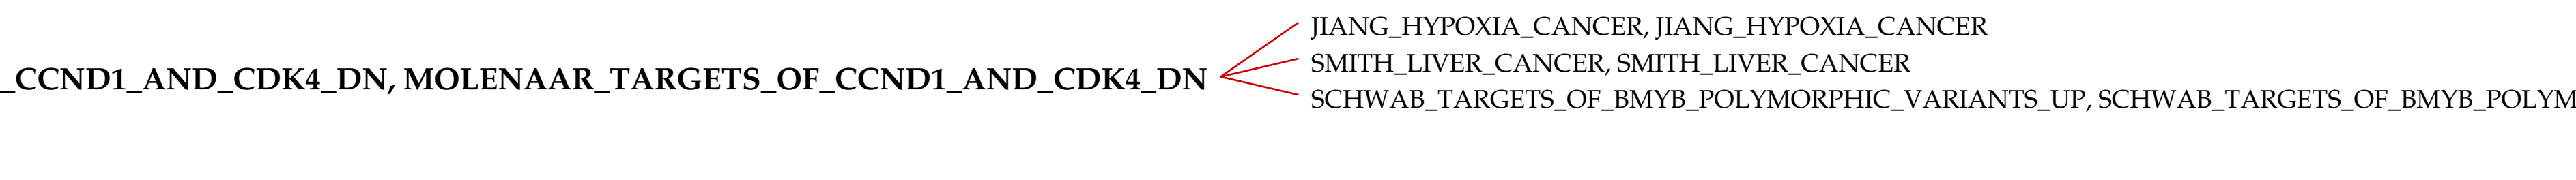 _CCND1_AND_CDK4_DN, MOLENAAR_TARGETS_OF_CCND1_AND_CDK4_DN
JIANG_HYPOXIA_CANCER, JIANG_HYPOXIA_CANCER
SMITH_LIVER_CANCER, SMITH_LIVER_CANCER
SCHWAB_TARGETS_OF_BMYB_POLYMORPHIC_VARIANTS_UP, SCHWAB_TARGETS_OF_BMYB_POLYM